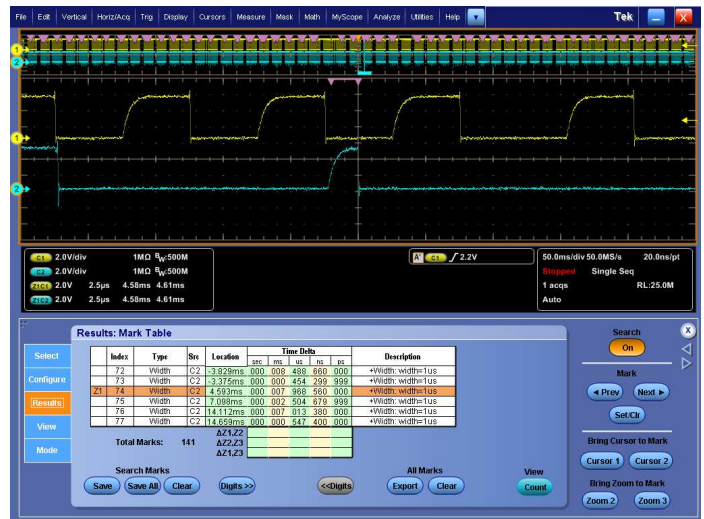 File Edit Vertical Horiz/Acq Trig Display Cursors Measure Mask Math MyScope Analyze Utilities Help Tek X
1
2
1
2
C1 2.0V/div 1MΩ BW:500M
C2 2.0V/div 1MΩ BW:500M
Z1C1 2.0V 2.5µs 4.58ms 4.61ms
Z1C2 2.0V 2.5µs 4.58ms 4.61ms
A' C1 2.2V
50.0ms/div 50.0MS/s 20.0ns/pt
Stopped Single Seq
1 acqs RL:25.0M
Auto
Results: Mark Table
Select
Configure
Results
View
Mode
Index Type Src Location Time Delta Description
sec ms us ns ps
72 Width C2 -3.829ms 000 008 488 660 000 +Width: width=1us
73 Width C2 -3.375ms 000 000 454 299 999 +Width: width=1us
Z1 74 Width C2 4.593ms 000 007 968 560 000 +Width: width=1us
75 Width C2 7.098ms 000 002 504 679 999 +Width: width=1us
76 Width C2 14.112ms 000 007 013 380 000 +Width: width=1us
77 Width C2 14.659ms 000 000 547 400 000 +Width: width=1us
Total Marks: 141
ΔZ1,Z2
ΔZ2,Z3
ΔZ1,Z3
Search Marks
Save Save All Clear Digits >> <<Digits
All Marks
Export Clear
View
Count
Search
On
X
Mark
Prev Next
Set/Clr
Bring Cursor to Mark
Cursor 1 Cursor 2
Bring Zoom to Mark
Zoom 2 Zoom 3